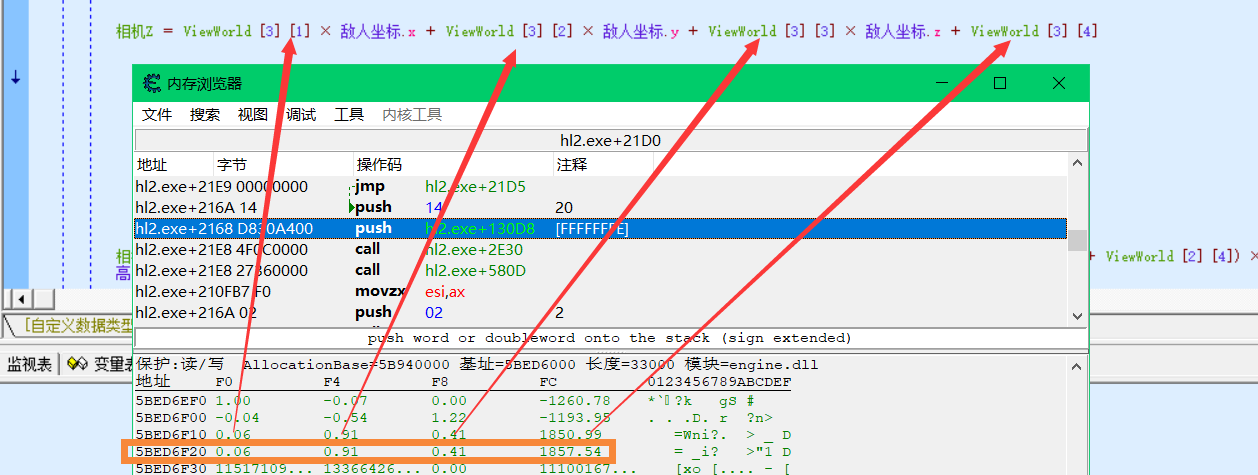 相机Z = ViewWorld [3] [1] × 敌人坐标.x + ViewWorld [3] [2] × 敌人坐标.y + ViewWorld [3] [3] × 敌人坐标.z + ViewWorld [3] [4]
内存浏览器
文件 搜索 视图 调试 工具 内核工具
hl2.exe+21D0
地址 字节 操作码 注释
hl2.exe+21E9 00000000 jmp hl2.exe+21D5
hl2.exe+216A 14 push 14 20
hl2.exe+2168 D830A400 push hl2.exe+130D8 [FFFFFFFE]
hl2.exe+21E8 4F0C0000 call hl2.exe+2E30
相 + ViewWorld [2] [4]) ×
hl2.exe+21E8 27360000 call hl2.exe+580D
高
hl2.exe+210FB7 F0 movzx esi,ax
hl2.exe+216A 02 push 02 2
[自定义数据类型
push word or doubleword onto the stack (sign extended)
监视表 变量表
保护:读/写 AllocationBase=5B940000 基址=5BED6000 长度=33000 模块=engine.dll
地址 F0 F4 F8 FC 0123456789ABCDEF
5BED6EF0 1.00 -0.07 0.00 -1260.78
5BED6F00 -0.04 -0.54 1.22 -1193.95 . . .D. r ?n>
5BED6F10 0.06 0.91 0.41 1850.99 =Wni?. > _ D
5BED6F20 0.06 0.91 0.41 1857.54 = _i? >"1 D
5BED6F30 11517109... 13366426... 0.00 11100167... [xo [.... - [